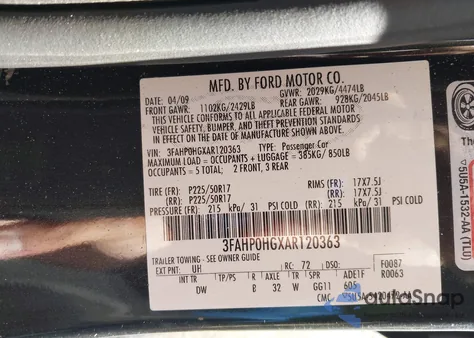 MFD. BY FORD MOTOR CO.
DATE: 04/09 GVWR: 2029KG/4474LB
FRONT GAWR: 1102KG/2429LB REAR GAWR: 928KG/2045LB
THIS VEHICLE CONFORMS TO ALL APPLICABLE FEDERAL MOTOR
VEHICLE SAFETY, BUMPER, AND THEFT PREVENTION STANDARDS
IN EFFECT ON THE DATE OF MANUFACTURE SHOWN ABOVE.
VIN: 3FAHP0HGXAR120363 TYPE: Passenger Car
MAXIMUM LOAD = OCCUPANTS + LUGGAGE = 385KG/ 850LB
OCCUPANTS = 5 TOTAL: 2 FRONT, 3 REAR
TIRE (FR): P225/50R17 RIMS (FR): 17X7.5J
(RR): P225/50R17 (RR): 17X7.5J
PRESSURE (FR): 215 kPa/ 31 PSI COLD (RR): 215 kPa/ 31 PSI COLD
3FAHP0HGXAR120363
TRAILER TOWING - SEE OWNER GUIDE
EXT PNT: UH RC: 72 DSO: F0087
R0063
INT TR TP/PS R AXLE TR SPR ADE1F
DW B 32 W GG11 605
CMC
5U5A-1532-AA (TLU)
AutoSnap